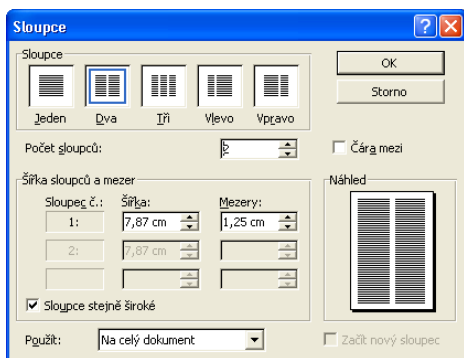 Sloupce
Sloupce
OK
Storno
Jeden Dva Tři Vlevo Vpravo
Počet sloupců:
Čára mezi
Šířka sloupců a mezer
Náhled
Sloupec č.: Šířka: Mezery:
1: 7,87 cm 1,25 cm
2: 7,87 cm
Sloupce stejně široké
Použít: Na celý dokument
Začít nový sloupec